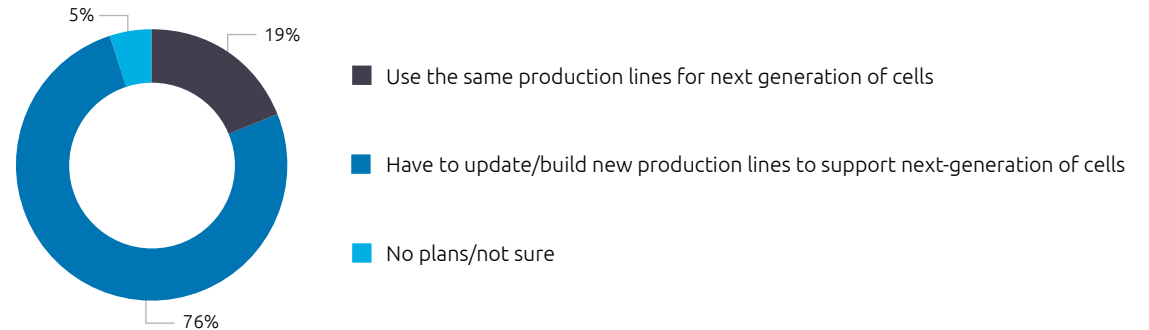 5%
19%
Use the same production lines for next generation of cells
Have to update/build new production lines to support next-generation of cells
No plans/not sure
76%